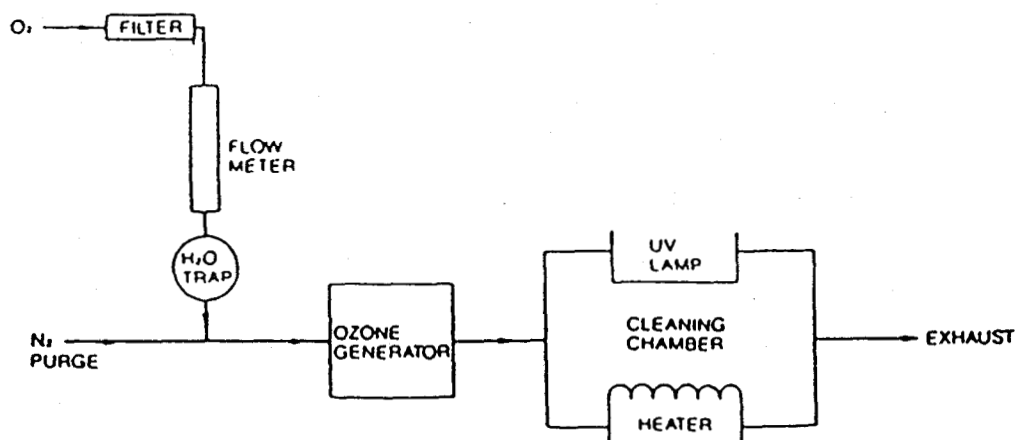 O₂
FILTER
FLOW
METER
H₂O
TRAP
N₂
PURGE
OZONE
GENERATOR
UV
LAMP
CLEANING
CHAMBER
HEATER
EXHAUST